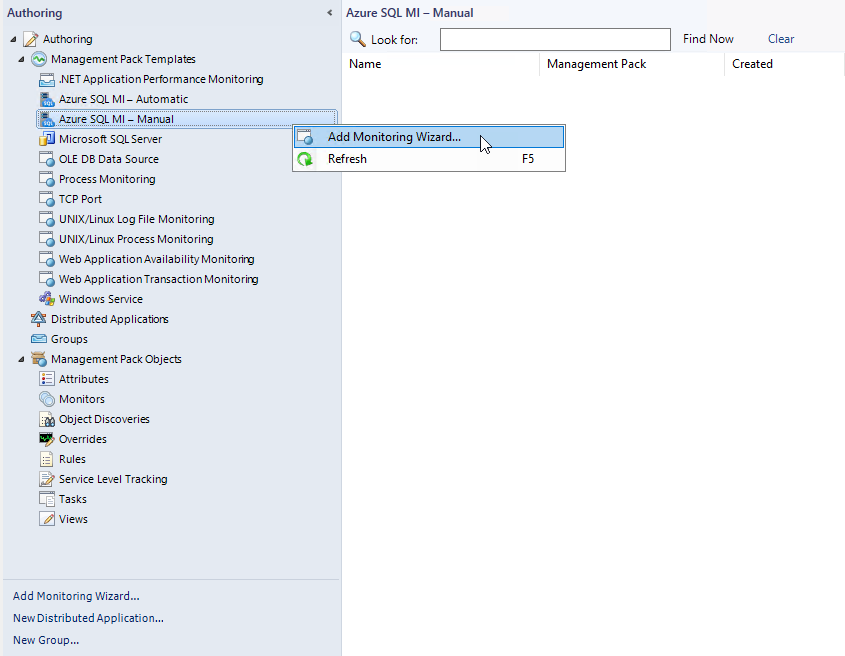 Authoring
Authoring
Management Pack Templates
.NET Application Performance Monitoring
Azure SQL MI – Automatic
Azure SQL MI – Manual
Microsoft SQL Server
OLE DB Data Source
Process Monitoring
TCP Port
UNIX/Linux Log File Monitoring
UNIX/Linux Process Monitoring
Web Application Availability Monitoring
Web Application Transaction Monitoring
Windows Service
Distributed Applications
Groups
Management Pack Objects
Attributes
Monitors
Object Discoveries
Overrides
Rules
Service Level Tracking
Tasks
Views
Add Monitoring Wizard...
New Distributed Application...
New Group...
Azure SQL MI – Manual
Look for: Find Now Clear
Name Management Pack Created
Add Monitoring Wizard...
Refresh F5